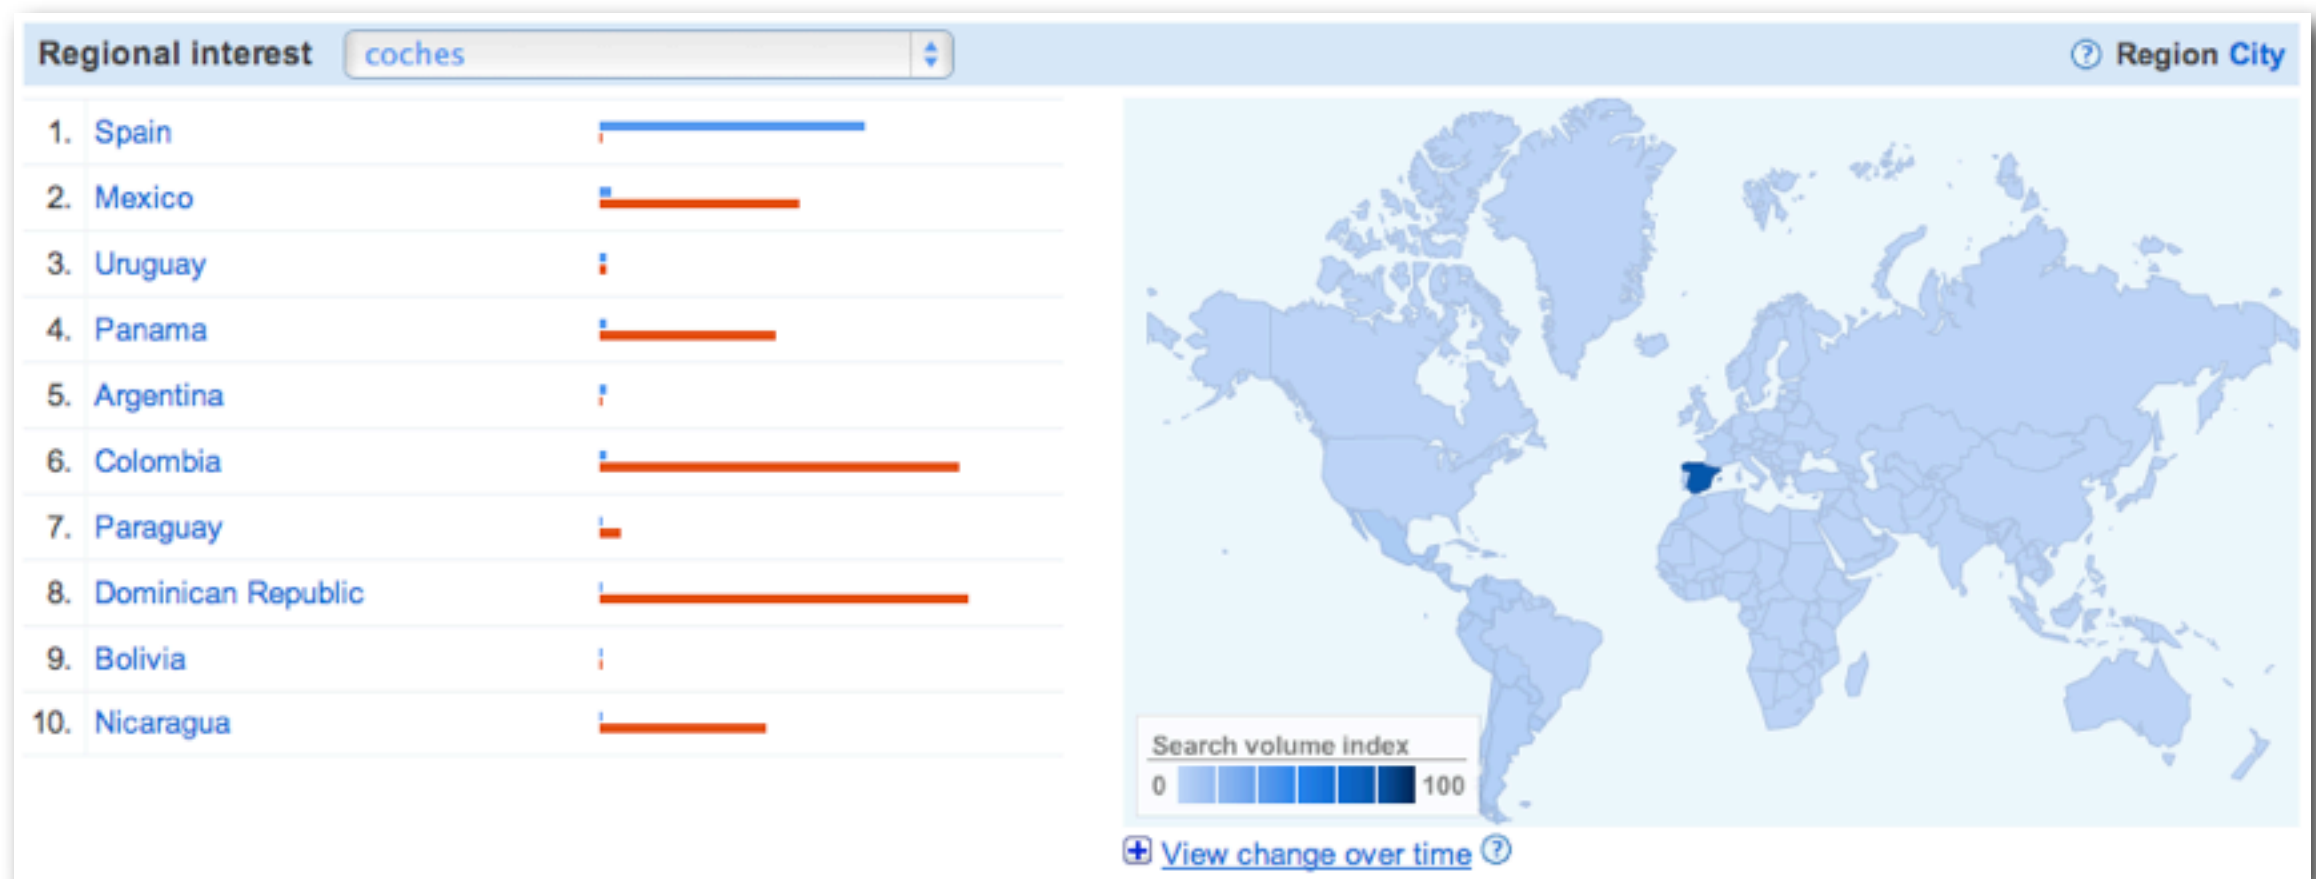 Regional interest coches ? Region City
1. Spain
2. Mexico
3. Uruguay
4. Panama
5. Argentina
6. Colombia
7. Paraguay
8. Dominican Republic
9. Bolivia
10. Nicaragua
Search volume index
0 100
View change over time ?